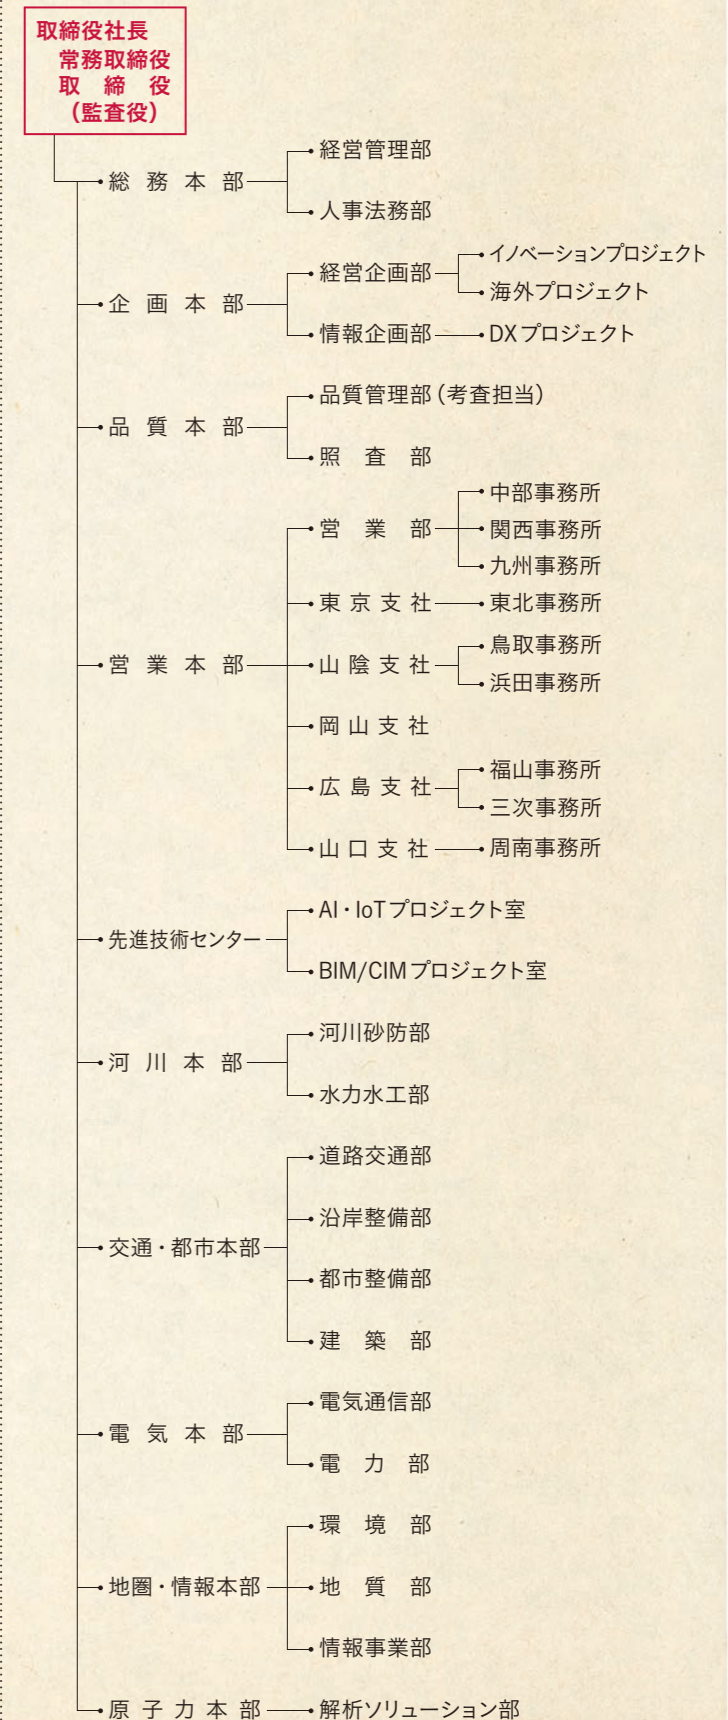 取締役社長
常務取締役
取締役
（監査役）
総務本部
経営管理部
人事法務部
企画本部
経営企画部
イノベーションプロジェクト
海外プロジェクト
情報企画部
DXプロジェクト
品質本部
品質管理部（考査担当）
照査部
営業本部
営業部
中部事務所
関西事務所
九州事務所
東京支社
東北事務所
山陰支社
鳥取事務所
浜田事務所
岡山支社
広島支社
福山事務所
三次事務所
山口支社
周南事務所
先進技術センター
AI・IoTプロジェクト室
BIM/CIMプロジェクト室
河川本部
河川砂防部
水力水工部
交通・都市本部
道路交通部
沿岸整備部
都市整備部
建築部
電気本部
電気通信部
電力部
地圏・情報本部
環境部
地質部
情報事業部
原子力本部
解析ソリューション部